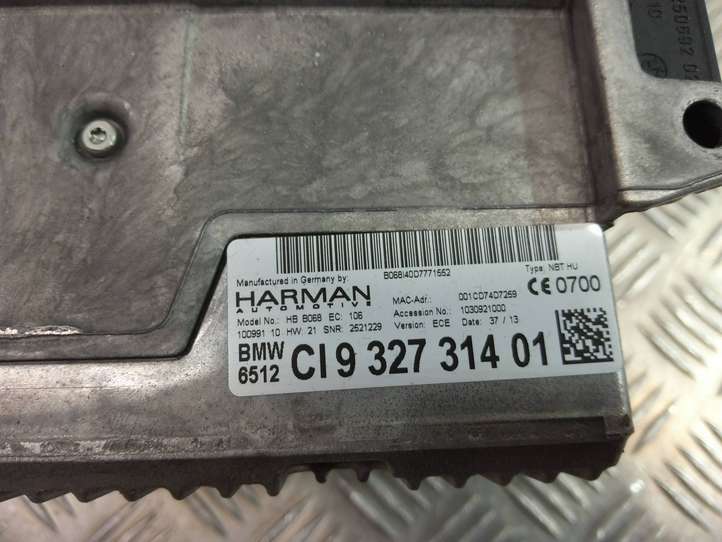 B068I40D7771552
Manufactured in Germany by:
Type: NBT HU
HARMAN
AUTOMOTIVE
MAC-Adr.: 001CD74D7269
CE 0700
Model No.: HB B068 EC: 106
Accession No.: 1030921000
100991 10 HW: 21 SNR: 2521229
Version: ECE Date: 37 / 13
BMW
6512
CI 9 327 314 01